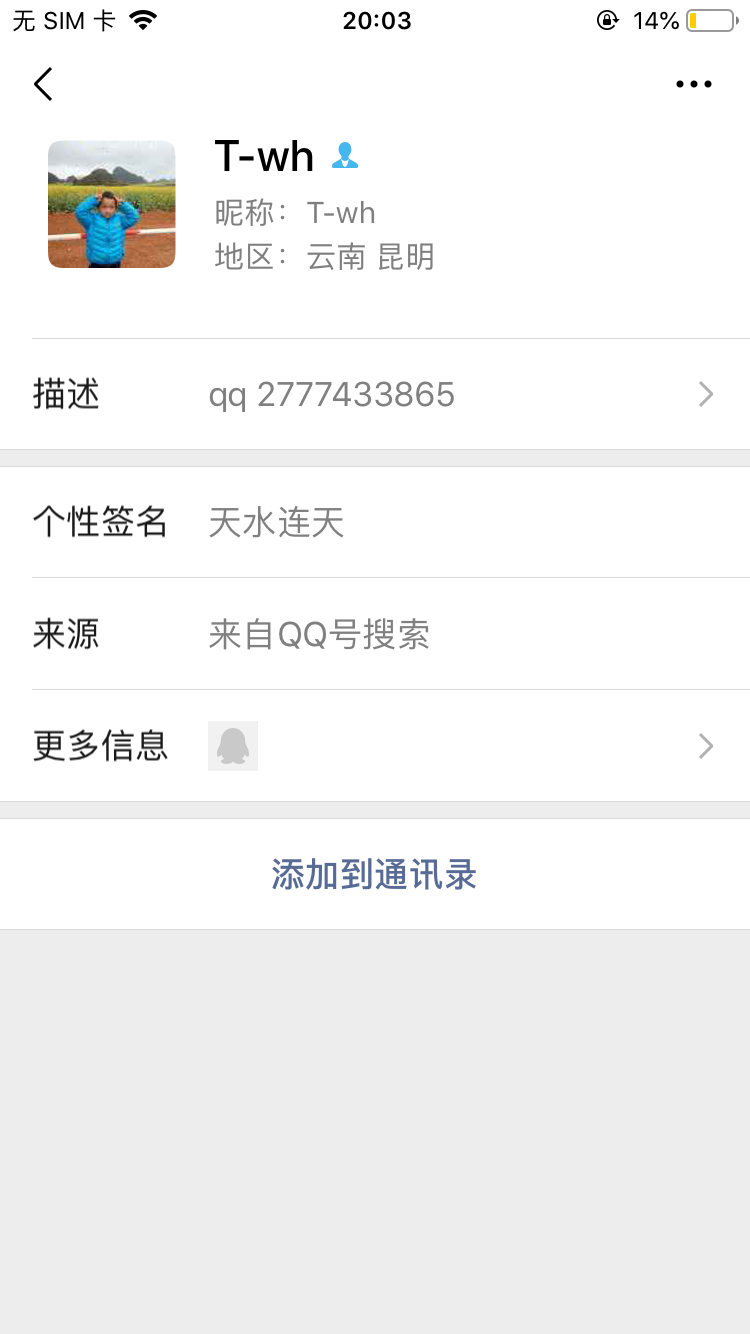 无 SIM 卡
20:03
14%
T-wh
昵称：T-wh
地区：云南 昆明
描述
qq 2777433865
个性签名
天水连天
来源
来自QQ号搜索
更多信息
添加到通讯录